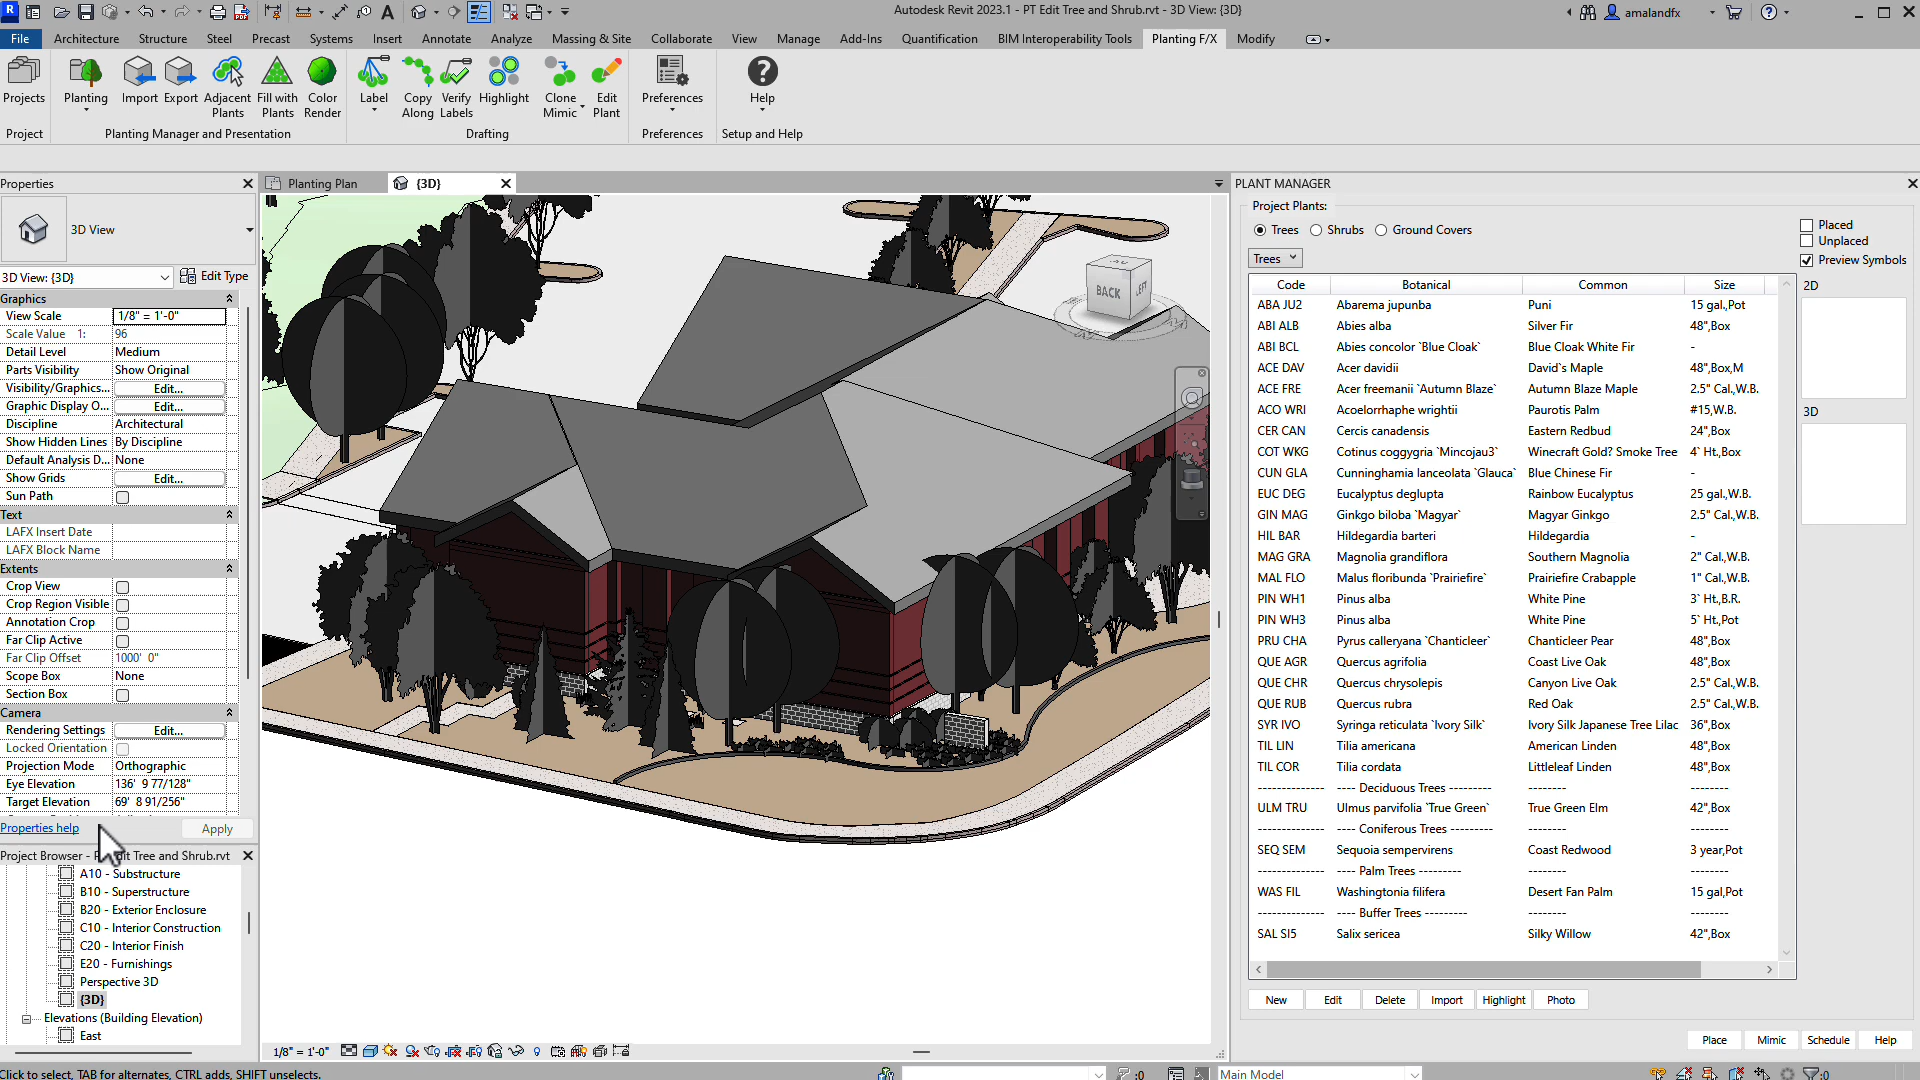 Autodesk Revit 2023.1 - PT Edit Tree and Shrub.rvt - 3D View: {3D}
amalandfx
File Architecture Structure Steel Precast Systems Insert Annotate Analyze Massing & Site Collaborate View Manage Add-Ins Quantification BIM Interoperability Tools Planting F/X Modify
Projects Planting Import Export Adjacent Plants Fill with Plants Color Render Label Copy Along Verify Labels Highlight Clone Mimic Edit Plant Preferences Help
Project Planting Manager and Presentation Drafting Preferences Setup and Help
Properties
3D View
3D View: {3D} Edit Type
Graphics
View Scale 1/8" = 1'-0"
Scale Value 1: 96
Detail Level Medium
Parts Visibility Show Original
Visibility/Graphics... Edit...
Graphic Display O... Edit...
Discipline Architectural
Show Hidden Lines By Discipline
Default Analysis D... None
Show Grids Edit...
Sun Path
Text
LAFX Insert Date
LAFX Block Name
Extents
Crop View
Crop Region Visible
Annotation Crop
Far Clip Active
Far Clip Offset 1000' 0"
Scope Box None
Section Box
Camera
Rendering Settings Edit...
Locked Orientation
Projection Mode Orthographic
Eye Elevation 136' 9 77/128"
Target Elevation 69' 8 91/256"
Properties help Apply
Project Browser - it Tree and Shrub.rvt
A10 - Substructure
B10 - Superstructure
B20 - Exterior Enclosure
C10 - Interior Construction
C20 - Interior Finish
E20 - Furnishings
Perspective 3D
{3D}
Elevations (Building Elevation)
East
Planting Plan {3D}
BACK LEFT
1/8" = 1'-0"
PLANT MANAGER
Project Plants:
Trees Shrubs Ground Covers
Trees
Placed
Unplaced
Preview Symbols
2D
3D
Code Botanical Common Size
ABA JU2 Abarema jupunba Puni 15 gal.,Pot
ABI ALB Abies alba Silver Fir 48",Box
ABI BCL Abies concolor `Blue Cloak` Blue Cloak White Fir -
ACE DAV Acer davidii David`s Maple 48",Box,M
ACE FRE Acer freemanii `Autumn Blaze` Autumn Blaze Maple 2.5" Cal.,W.B.
ACO WRI Acoelorrhaphe wrightii Paurotis Palm #15,W.B.
CER CAN Cercis canadensis Eastern Redbud 24",Box
COT WKG Cotinus coggygria `Mincojau3` Winecraft Gold? Smoke Tree 4` Ht.,Box
CUN GLA Cunninghamia lanceolata `Glauca` Blue Chinese Fir -
EUC DEG Eucalyptus deglupta Rainbow Eucalyptus 25 gal.,W.B.
GIN MAG Ginkgo biloba `Magyar` Magyar Ginkgo 2.5" Cal.,W.B.
HIL BAR Hildegardia barteri Hildegardia -
MAG GRA Magnolia grandiflora Southern Magnolia 2" Cal.,W.B.
MAL FLO Malus floribunda `Prairiefire` Prairiefire Crabapple 1" Cal.,W.B.
PIN WH1 Pinus alba White Pine 3` Ht.,B.R.
PIN WH3 Pinus alba White Pine 5` Ht.,Pot
PRU CHA Pyrus calleryana `Chanticleer` Chanticleer Pear 48",Box
QUE AGR Quercus agrifolia Coast Live Oak 48",Box
QUE CHR Quercus chrysolepis Canyon Live Oak 2.5" Cal.,W.B.
QUE RUB Quercus rubra Red Oak 2.5" Cal.,W.B.
SYR IVO Syringa reticulata `Ivory Silk` Ivory Silk Japanese Tree Lilac 36",Box
TIL LIN Tilia americana American Linden 48",Box
TIL COR Tilia cordata Littleleaf Linden 48",Box
-------------- ---- Deciduous Trees --------- -------- --------
ULM TRU Ulmus parvifolia `True Green` True Green Elm 42",Box
-------------- ---- Coniferous Trees --------- -------- --------
SEQ SEM Sequoia sempervirens Coast Redwood 3 year,Pot
-------------- ---- Palm Trees --------- -------- --------
WAS FIL Washingtonia filifera Desert Fan Palm 15 gal,Pot
-------------- ---- Buffer Trees --------- -------- --------
SAL SI5 Salix sericea Silky Willow 42",Box
New Edit Delete Import Highlight Photo
Place Mimic Schedule Help
Click to select, TAB for alternates, CTRL adds, SHIFT unselects.
:0 Main Model :0